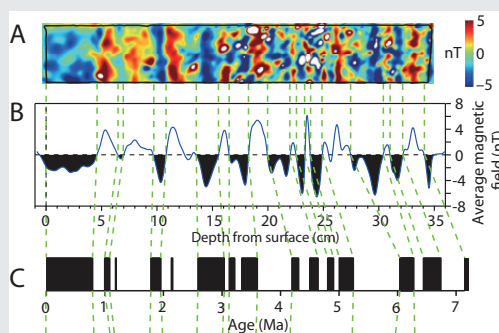 A
5
nT
0
−5
B
8
4
0
-4
-8
Average magnetic
field (nT)
0 5 10 15 20 25 30 35
Depth from surface (cm)
C
0 1 2 3 4 5 6 7
Age (Ma)